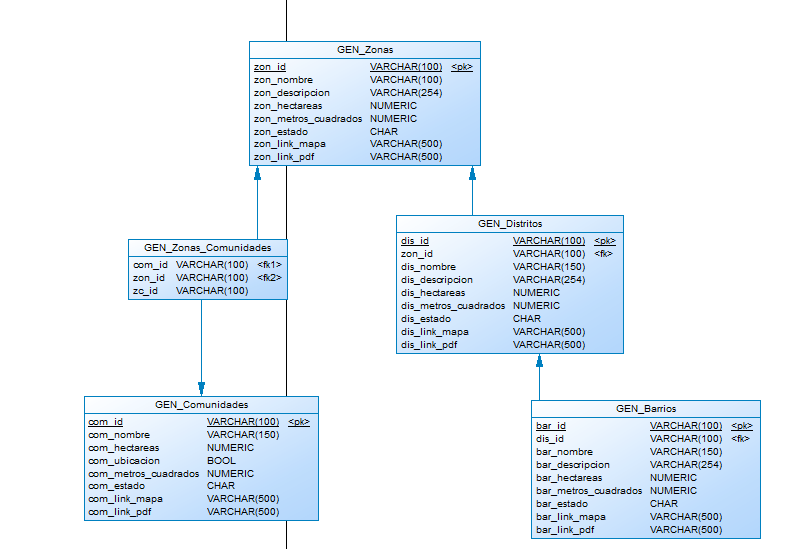 GEN_Zonas
zon_id VARCHAR(100) <pk>
zon_nombre VARCHAR(100)
zon_descripcion VARCHAR(254)
zon_hectareas NUMERIC
zon_metros_cuadrados NUMERIC
zon_estado CHAR
zon_link_mapa VARCHAR(500)
zon_link_pdf VARCHAR(500)
GEN_Distritos
dis_id VARCHAR(100) <pk>
zon_id VARCHAR(100) <fk>
dis_nombre VARCHAR(150)
dis_descripcion VARCHAR(254)
dis_hectareas NUMERIC
dis_metros_cuadrados NUMERIC
dis_estado CHAR
dis_link_mapa VARCHAR(500)
dis_link_pdf VARCHAR(500)
GEN_Zonas_Comunidades
com_id VARCHAR(100) <fk1>
zon_id VARCHAR(100) <fk2>
zc_id VARCHAR(100)
GEN_Comunidades
com_id VARCHAR(100) <pk>
com_nombre VARCHAR(150)
com_hectareas NUMERIC
com_ubicacion BOOL
com_metros_cuadrados NUMERIC
com_estado CHAR
com_link_mapa VARCHAR(500)
com_link_pdf VARCHAR(500)
GEN_Barrios
bar_id VARCHAR(100) <pk>
dis_id VARCHAR(100) <fk>
bar_nombre VARCHAR(150)
bar_descripcion VARCHAR(254)
bar_hectareas NUMERIC
bar_metros_cuadrados NUMERIC
bar_estado CHAR
bar_link_mapa VARCHAR(500)
bar_link_pdf VARCHAR(500)